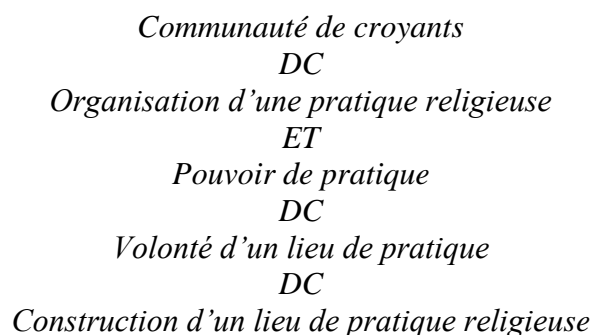 Communauté de croyants
DC
Organisation d’une pratique religieuse
ET
Pouvoir de pratique
DC
Volonté d’un lieu de pratique
DC
Construction d’un lieu de pratique religieuse